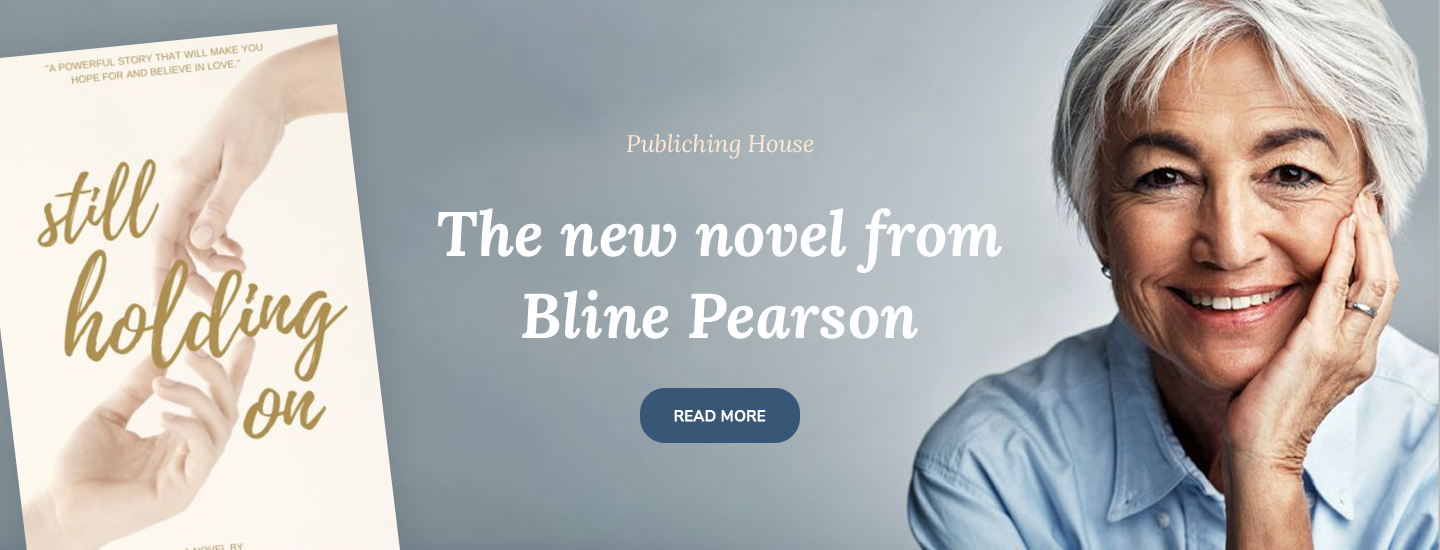 "A POWERFUL STORY THAT WILL MAKE YOU
HOPE FOR AND BELIEVE IN LOVE."
still
holding
on
A NOVEL BY
Publiching House
The new novel from
Bline Pearson
READ MORE